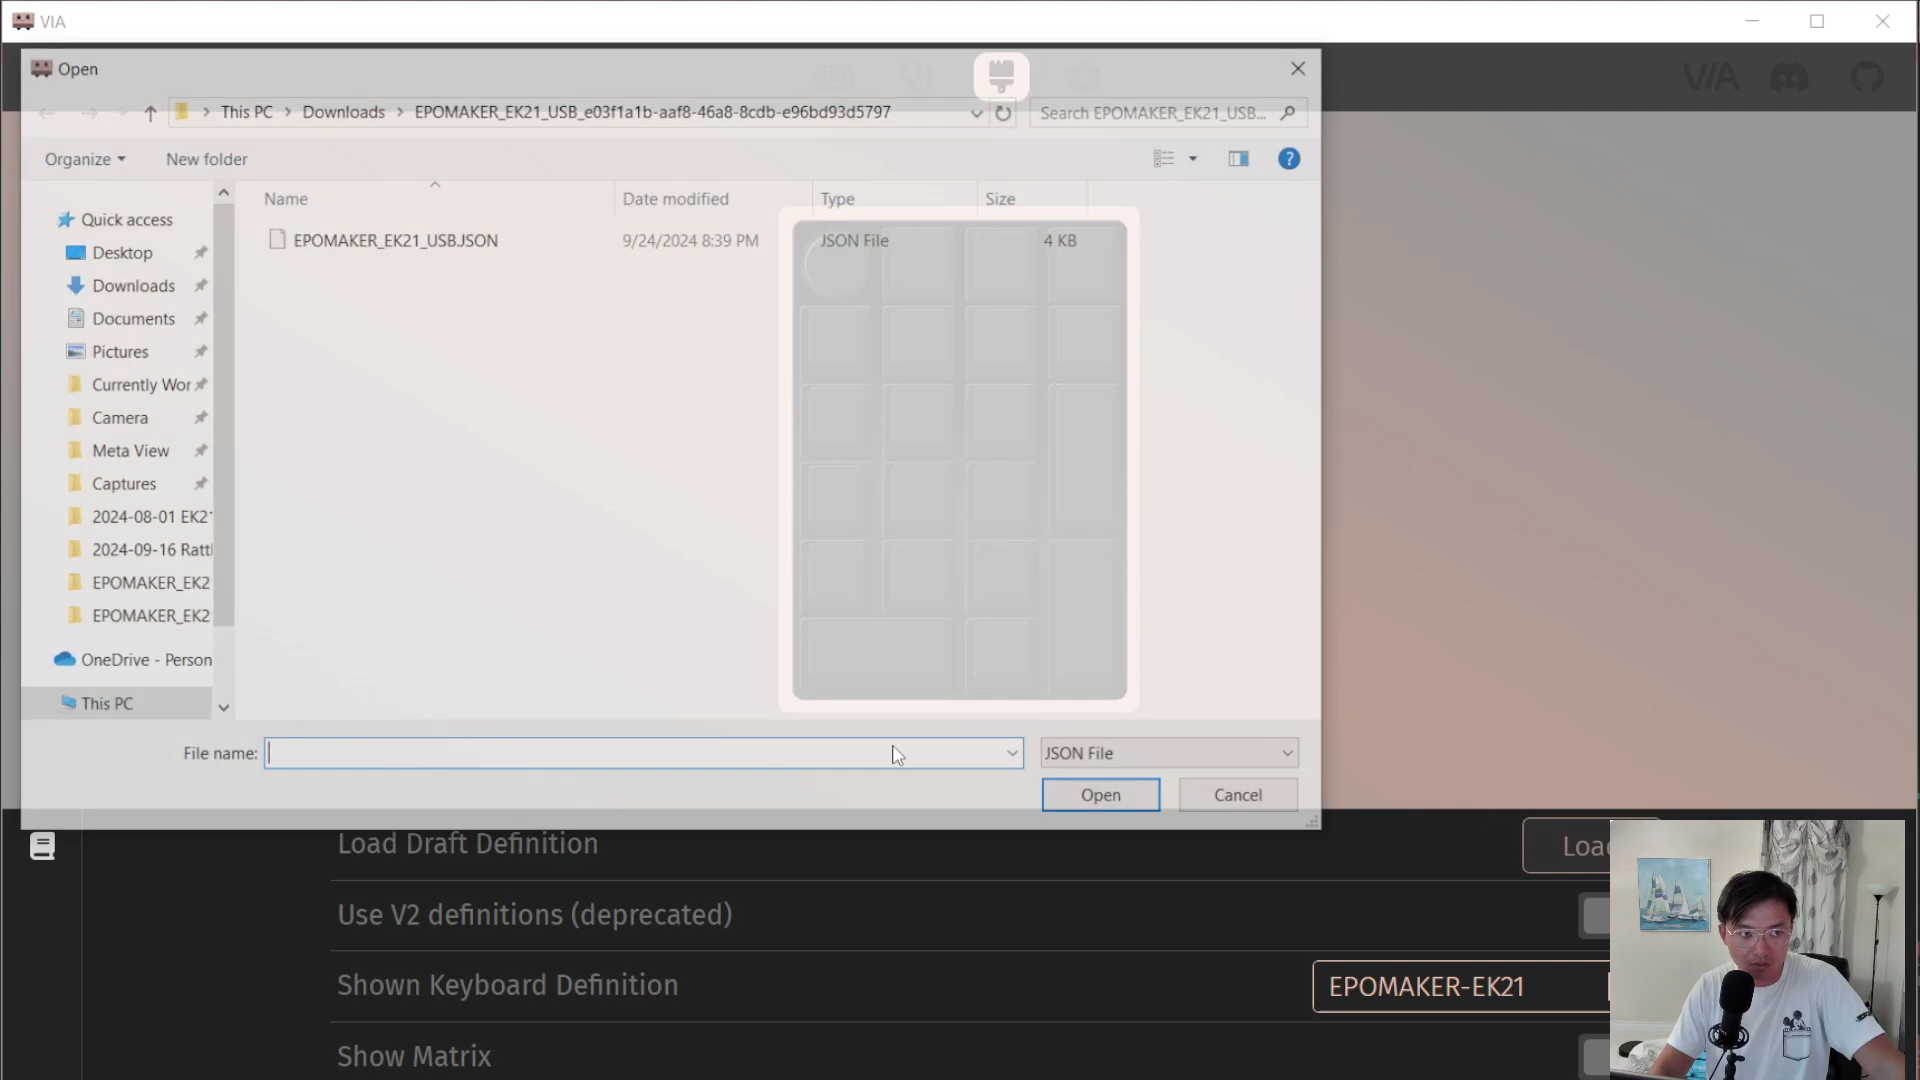 VIA
Open
VIA
This PC > Downloads > EPOMAKER_EK21_USB_e03f1a1b-aaf8-46a8-8cdb-e96bd93d5797
Search EPOMAKER_EK21_USB...
Organize
New folder
Name
Date modified
Type
Size
EPOMAKER_EK21_USB.JSON
9/24/2024 8:39 PM
JSON File
4 KB
Quick access
Desktop
Downloads
Documents
Pictures
Currently Wor
Camera
Meta View
Captures
2024-08-01 EK21
2024-09-16 Rattl
EPOMAKER_EK2
EPOMAKER_EK2
OneDrive - Person
This PC
File name:
JSON File
Open
Cancel
Load Draft Definition
Load
Use V2 definitions (deprecated)
Shown Keyboard Definition
EPOMAKER-EK21
Show Matrix